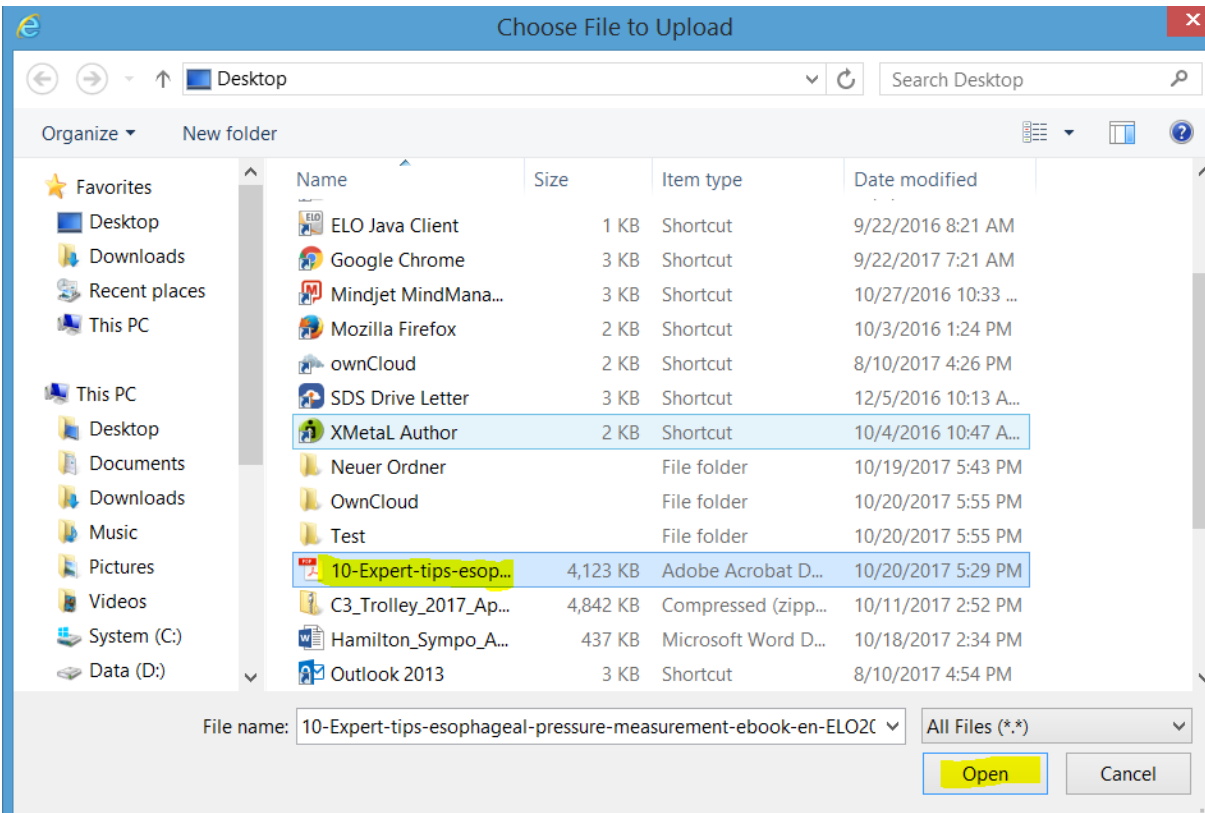 Choose File to Upload
Desktop
Search Desktop
Organize
New folder
Favorites
Desktop
Downloads
Recent places
This PC
This PC
Desktop
Documents
Downloads
Music
Pictures
Videos
System (C:)
Data (D:)
Name Size Item type Date modified
ELO Java Client 1 KB Shortcut 9/22/2016 8:21 AM
Google Chrome 3 KB Shortcut 9/22/2017 7:21 AM
Mindjet MindMana... 3 KB Shortcut 10/27/2016 10:33 ...
Mozilla Firefox 2 KB Shortcut 10/3/2016 1:24 PM
ownCloud 2 KB Shortcut 8/10/2017 4:26 PM
SDS Drive Letter 3 KB Shortcut 12/5/2016 10:13 A...
XMetaL Author 2 KB Shortcut 10/4/2016 10:47 A...
Neuer Ordner File folder 10/19/2017 5:43 PM
OwnCloud File folder 10/20/2017 5:55 PM
Test File folder 10/20/2017 5:55 PM
10-Expert-tips-esop... 4,123 KB Adobe Acrobat D... 10/20/2017 5:29 PM
C3_Trolley_2017_Ap... 4,842 KB Compressed (zipp... 10/11/2017 2:52 PM
Hamilton_Sympo_A... 437 KB Microsoft Word D... 10/18/2017 2:34 PM
Outlook 2013 3 KB Shortcut 8/10/2017 4:54 PM
File name: 10-Expert-tips-esophageal-pressure-measurement-ebook-en-ELO20
All Files (*.*)
Open
Cancel